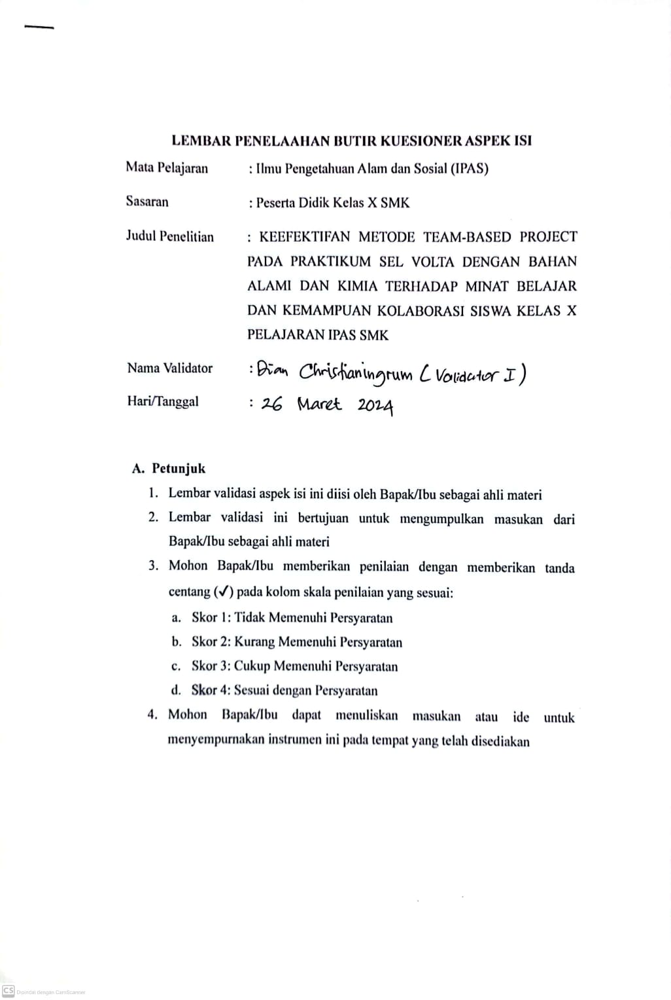 LEMBAR PENELAAHAN BUTIR KUESIONER ASPEK ISI
Mata Pelajaran : Ilmu Pengetahuan Alam dan Sosial (IPAS)
Sasaran : Peserta Didik Kelas X SMK
Judul Penelitian : KEEFEKTIFAN METODE TEAM-BASED PROJECT
PADA PRAKTIKUM SEL VOLTA DENGAN BAHAN
ALAMI DAN KIMIA TERHADAP MINAT BELAJAR
DAN KEMAMPUAN KOLABORASI SISWA KELAS X
PELAJARAN IPAS SMK
Nama Validator : Dian Christianingrum (Validator I)
Hari/Tanggal : 26 Maret 2024
A. Petunjuk
1. Lembar validasi aspek isi ini diisi oleh Bapak/Ibu sebagai ahli materi
2. Lembar validasi ini bertujuan untuk mengumpulkan masukan dari
Bapak/Ibu sebagai ahli materi
3. Mohon Bapak/Ibu memberikan penilaian dengan memberikan tanda
centang (✓) pada kolom skala penilaian yang sesuai:
a. Skor 1: Tidak Memenuhi Persyaratan
b. Skor 2: Kurang Memenuhi Persyaratan
c. Skor 3: Cukup Memenuhi Persyaratan
d. Skor 4: Sesuai dengan Persyaratan
4. Mohon Bapak/Ibu dapat menuliskan masukan atau ide untuk
menyempurnakan instrumen ini pada tempat yang telah disediakan
CS Dipindai dengan CamScanner